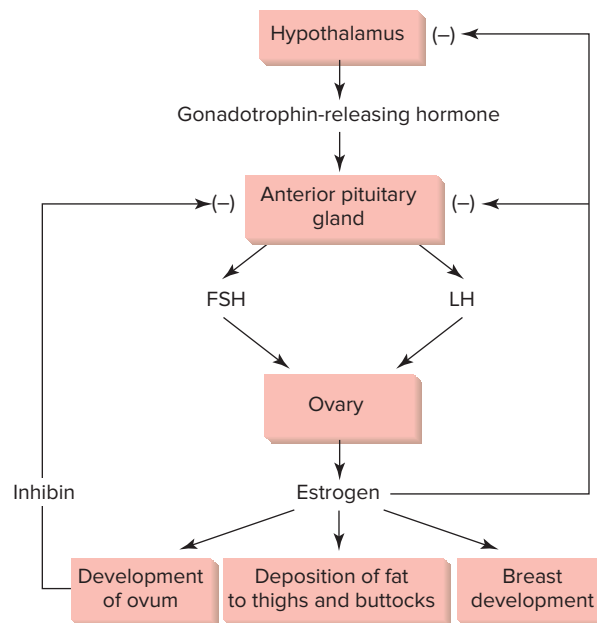 Hypothalamus (–)
Gonadotrophin-releasing hormone
(–) Anterior pituitary (–)
gland
FSH LH
Ovary
Inhibin Estrogen
Development
of ovum
Deposition of fat
to thighs and buttocks
Breast
development